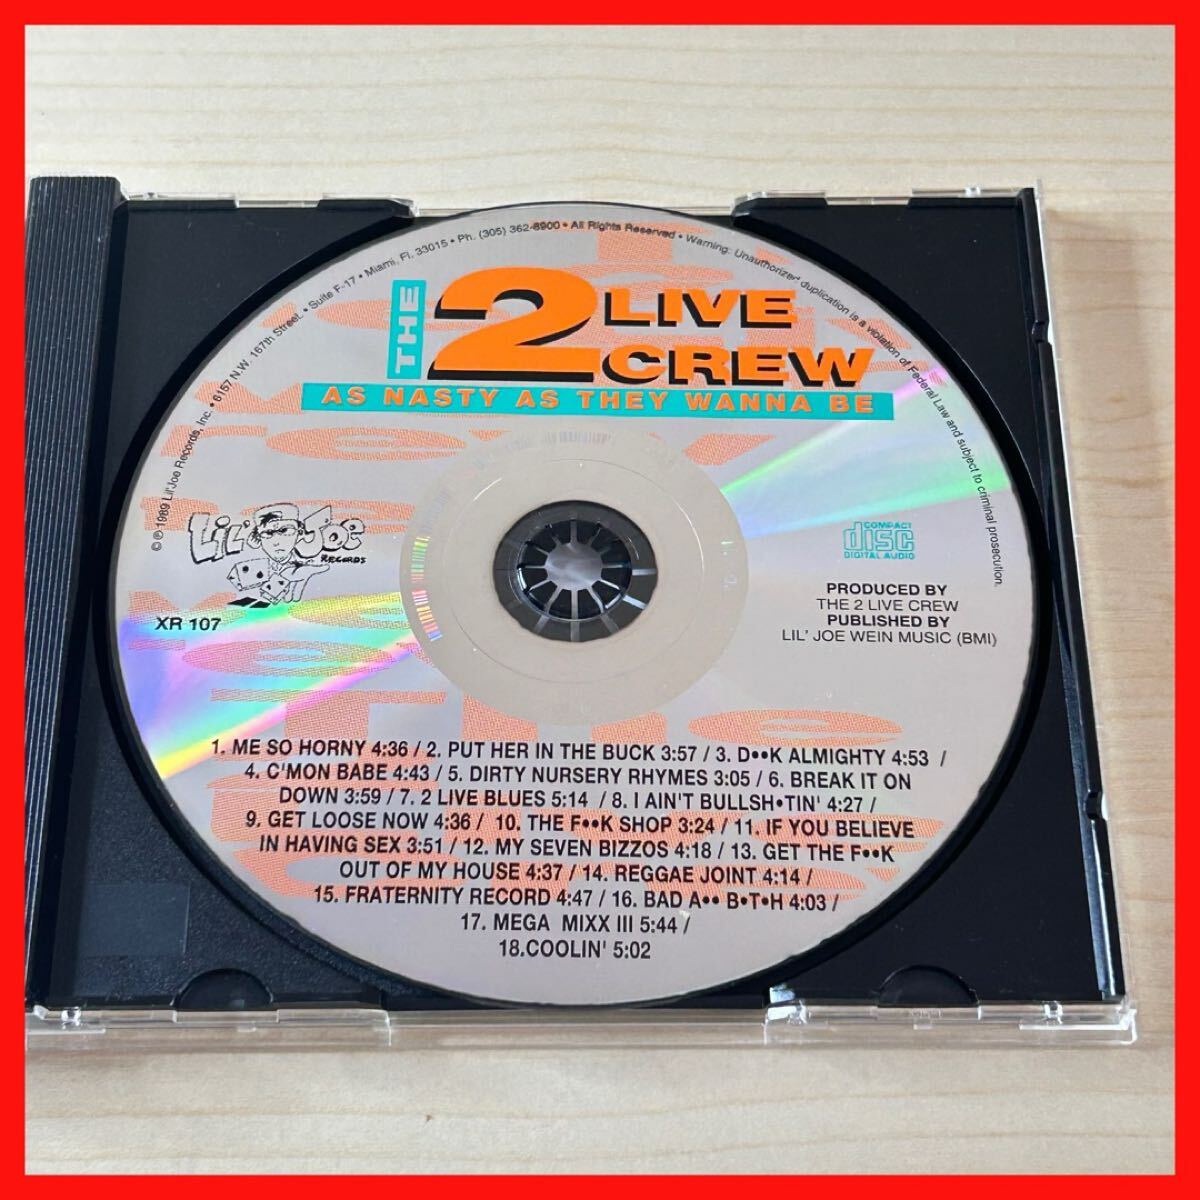 ℗ © 1989 Lil' Joe Records, Inc. • 6157 N.W. 167th Street. • Suite F-17 • Miami, Fl. 33015 • Ph. (305) 362-8900 • All Rights Reserved • Warning: Unauthorized duplication is a violation of Federal Law and subject to criminal prosecution.
THE
2 LIVE
CREW
AS NASTY AS THEY WANNA BE
LIL' JOE
RECORDS
XR 107
COMPACT
disc
DIGITAL AUDIO
PRODUCED BY
THE 2 LIVE CREW
PUBLISHED BY
LIL' JOE WEIN MUSIC (BMI)
1. ME SO HORNY 4:36 / 2. PUT HER IN THE BUCK 3:57 / 3. D••K ALMIGHTY 4:53 /
4. C'MON BABE 4:43 / 5. DIRTY NURSERY RHYMES 3:05 / 6. BREAK IT ON
DOWN 3:59 / 7. 2 LIVE BLUES 5:14 / 8. I AIN'T BULLSH•TIN' 4:27 /
9. GET LOOSE NOW 4:36 / 10. THE F••K SHOP 3:24 / 11. IF YOU BELIEVE
IN HAVING SEX 3:51 / 12. MY SEVEN BIZZOS 4:18 / 13. GET THE F••K
OUT OF MY HOUSE 4:37 / 14. REGGAE JOINT 4:14 /
15. FRATERNITY RECORD 4:47 / 16. BAD A•• B•T•H 4:03 /
17. MEGA MIXX III 5:44 /
18.COOLIN' 5:02